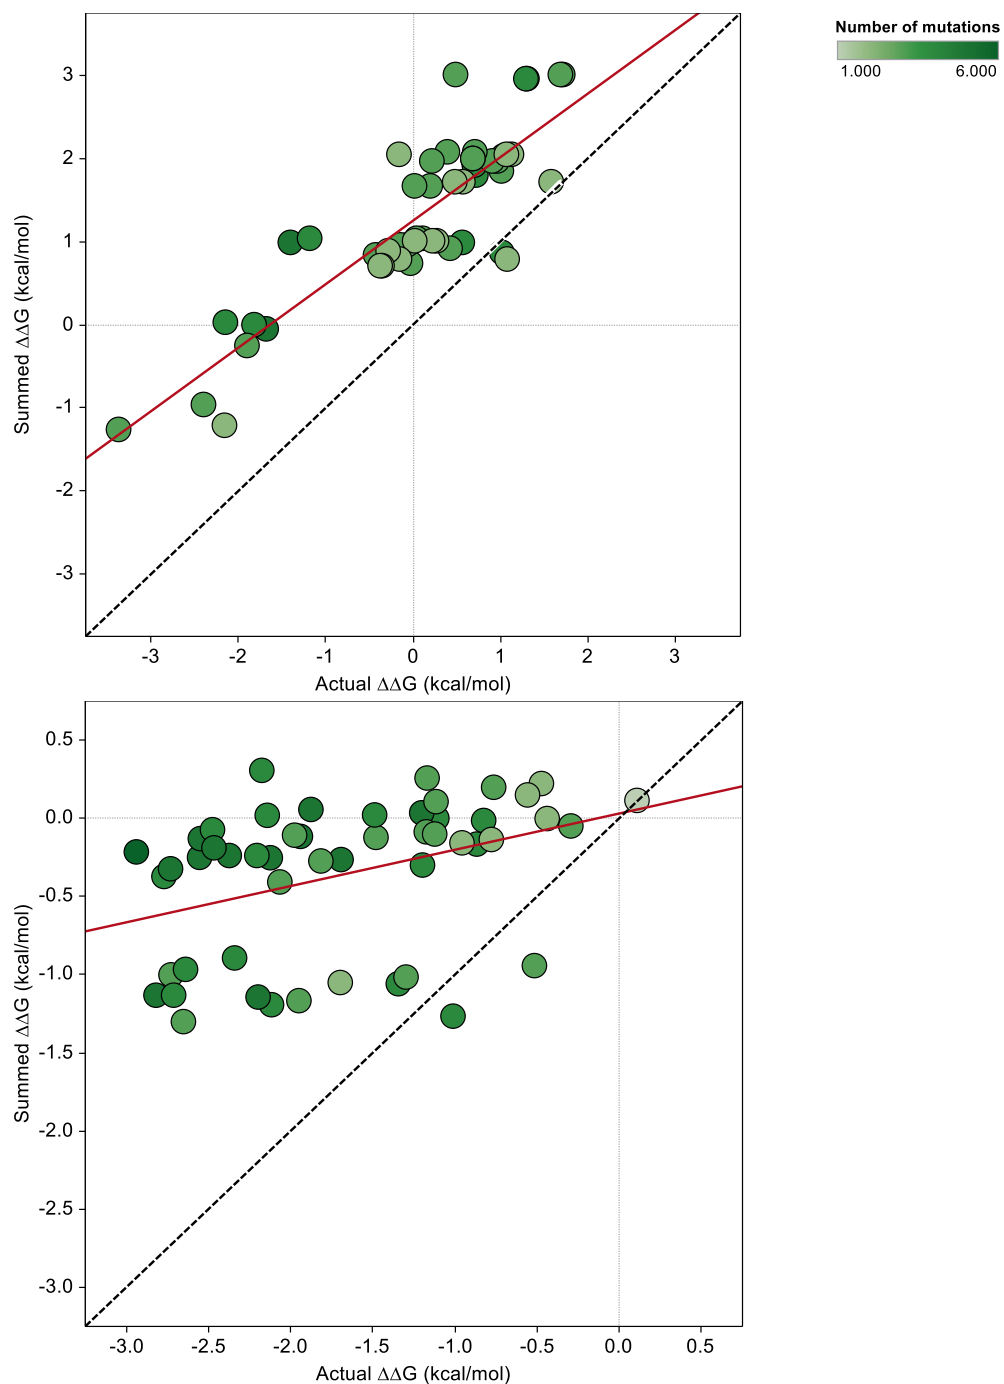 Number of mutations
1.000 6.000
3
2
1
0
-1
-2
-3
Summed ΔΔG (kcal/mol)
-3 -2 -1 0 1 2 3
Actual ΔΔG (kcal/mol)
0.5
0.0
-0.5
-1.0
-1.5
-2.0
-2.5
-3.0
Summed ΔΔG (kcal/mol)
-3.0 -2.5 -2.0 -1.5 -1.0 -0.5 0.0 0.5
Actual ΔΔG (kcal/mol)